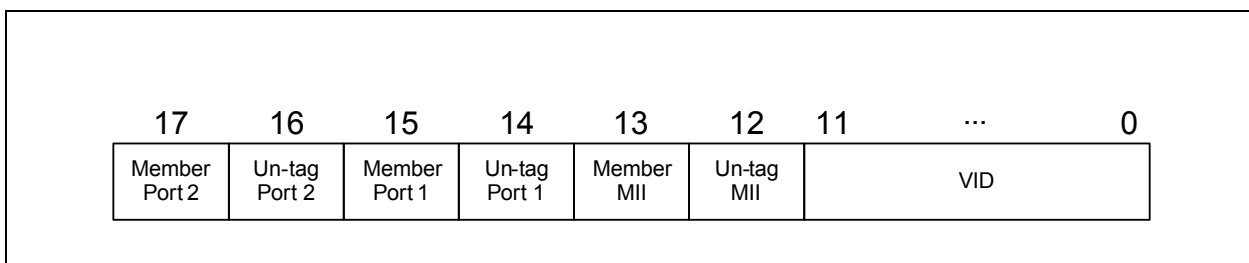 17 16 15 14 13 12 11 ... 0
Member Un-tag Member Un-tag Member Un-tag VID
Port 2 Port 2 Port 1 Port 1 MII MII